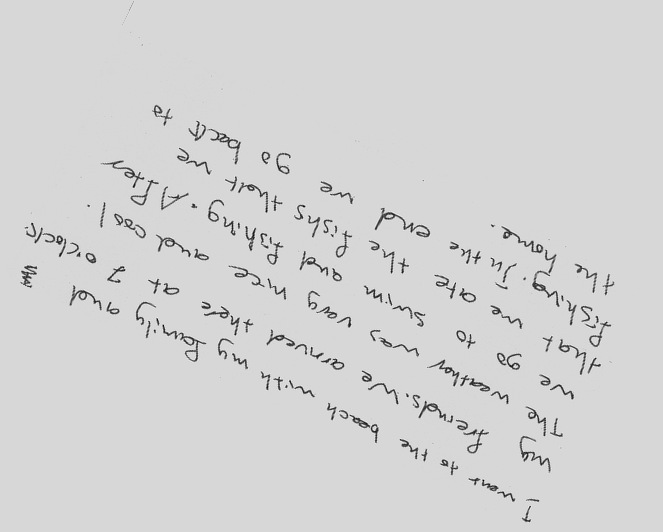 I went to the beach with my family and
my freinds. We arrived there at 7 o'clock
The weather was very nice and cool.
we go to swim and fishing. After
that we ate the fishs that we
fishing. In the end we go back to
the home.